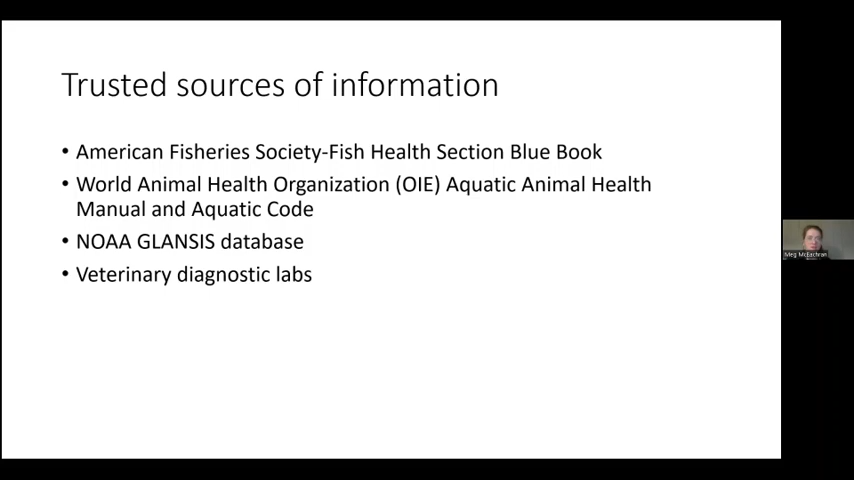 Trusted sources of information
• American Fisheries Society-Fish Health Section Blue Book
• World Animal Health Organization (OIE) Aquatic Animal Health
Manual and Aquatic Code
• NOAA GLANSIS database
• Veterinary diagnostic labs
Meg McEachran